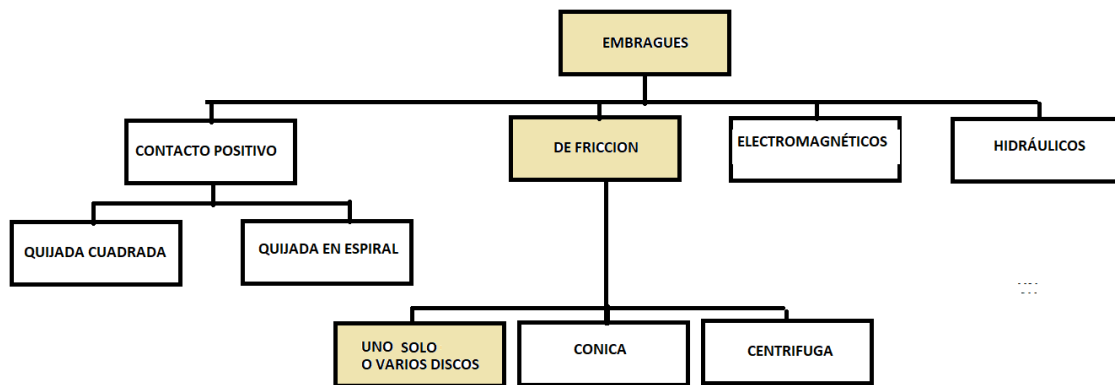 EMBRAGUES
CONTACTO POSITIVO
DE FRICCION
ELECTROMAGNÉTICOS
HIDRÁULICOS
QUIJADA CUADRADA
QUIJADA EN ESPIRAL
UNO SOLO
O VARIOS DISCOS
CONICA
CENTRIFUGA